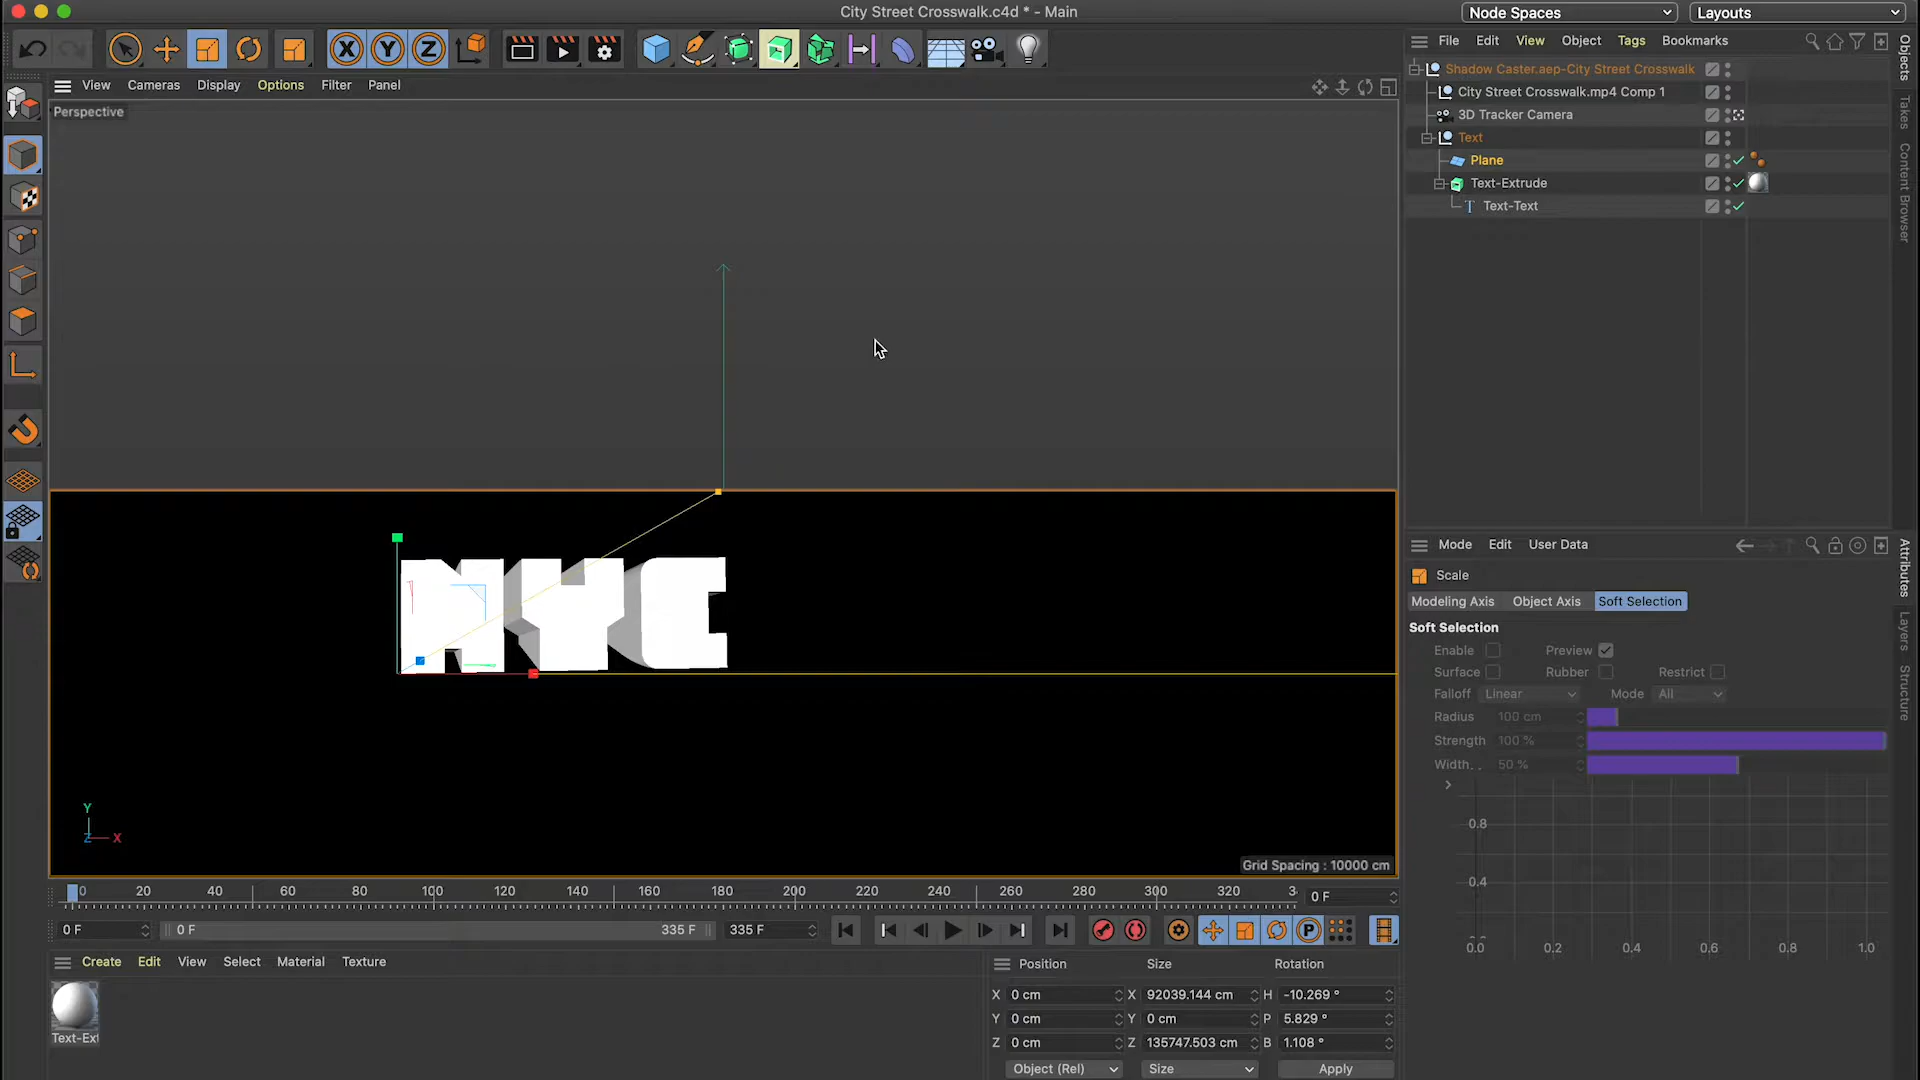 City Street Crosswalk.c4d * - Main
Node Spaces
Layouts
X Y Z
File Edit View Object Tags Bookmarks
View Cameras Display Options Filter Panel
Perspective
Shadow Caster.aep-City Street Crosswalk
City Street Crosswalk.mp4 Comp 1
3D Tracker Camera
Text
Plane
Text-Extrude
Text-Text
Objects
Takes
Content Browser
NYC
Y
Z X
Grid Spacing : 10000 cm
Mode Edit User Data
Scale
Modeling Axis Object Axis Soft Selection
Soft Selection
Enable Preview
Surface Rubber Restrict
Falloff Linear Mode All
Radius 100 cm
Strength 100 %
Width. . 50 %
0.8
0.4
0.0 0.2 0.4 0.6 0.8 1.0
Attributes
Layers
Structure
0 20 40 60 80 100 120 140 160 180 200 220 240 260 280 300 320 3
0 F
0 F 0 F 335 F 335 F
P
Create Edit View Select Material Texture
Text-Ext
Position Size Rotation
X 0 cm X 92039.144 cm H -10.269 °
Y 0 cm Y 0 cm P 5.829 °
Z 0 cm Z 135747.503 cm B 1.108 °
Object (Rel) Size Apply